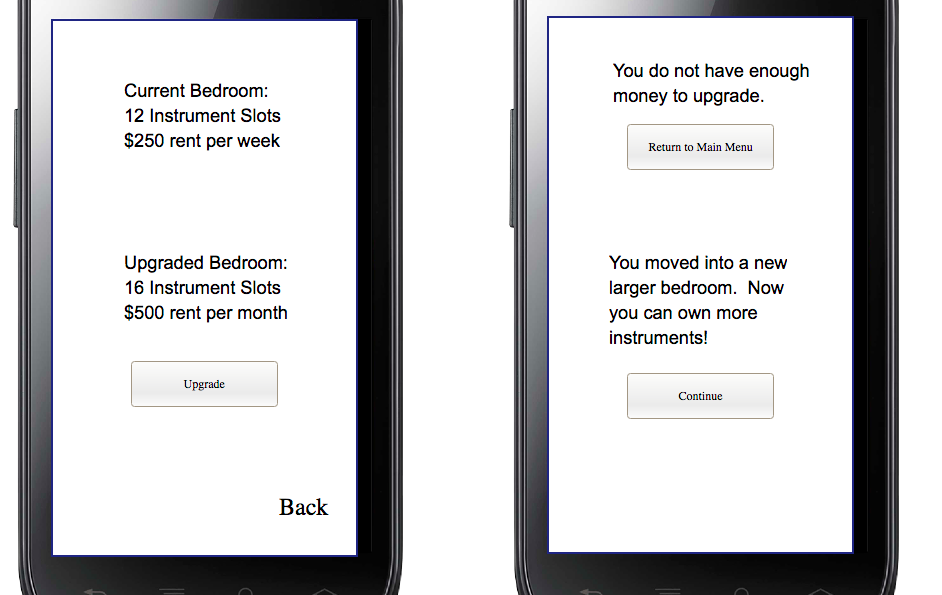 Current Bedroom:
12 Instrument Slots
$250 rent per week
Upgraded Bedroom:
16 Instrument Slots
$500 rent per month
Upgrade
Back
You do not have enough
money to upgrade.
Return to Main Menu
You moved into a new
larger bedroom.  Now
you can own more
instruments!
Continue